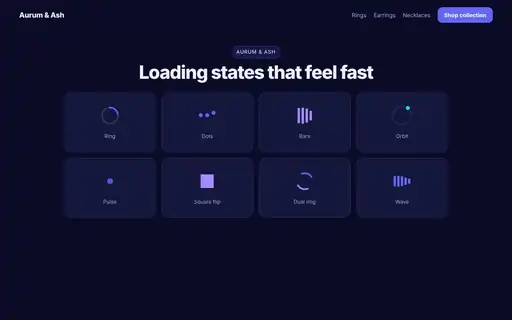 Aurum & Ash
Rings Earrings Necklaces Shop collection
AURUM & ASH
Loading states that feel fast
Ring
Dots
Bars
Orbit
Pulse
Square flip
Dual ring
Wave